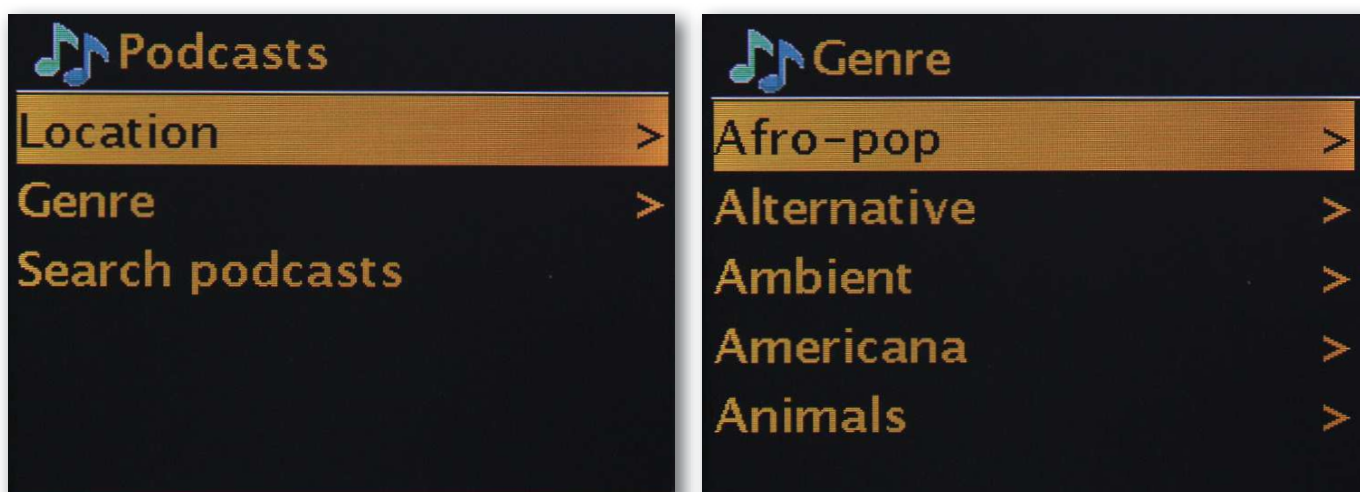 Podcasts
Location >
Genre >
Search podcasts
Genre
Afro-pop >
Alternative >
Ambient >
Americana >
Animals >